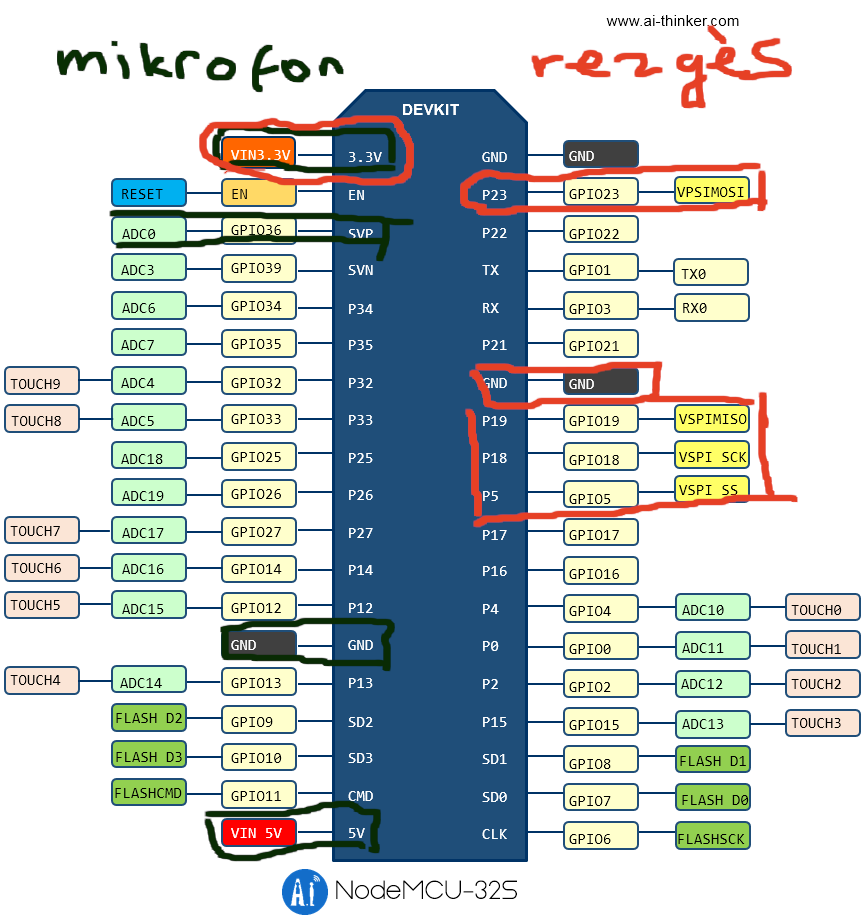 www.ai-thinker.com
mikrofon rezgès
DEVKIT
VIN3.3V 3.3V GND GND
RESET EN EN P23 GPIO23 VPSIMOSI
ADC0 GPIO36 SVP P22 GPIO22
ADC3 GPIO39 SVN TX GPIO1 TX0
ADC6 GPIO34 P34 RX GPIO3 RX0
ADC7 GPIO35 P35 P21 GPIO21
TOUCH9 ADC4 GPIO32 P32 GND GND
TOUCH8 ADC5 GPIO33 P33 P19 GPIO19 VSPIMISO
ADC18 GPIO25 P25 P18 GPIO18 VSPI SCK
ADC19 GPIO26 P26 P5 GPIO5 VSPI SS
TOUCH7 ADC17 GPIO27 P27 P17 GPIO17
TOUCH6 ADC16 GPIO14 P14 P16 GPIO16
TOUCH5 ADC15 GPIO12 P12 P4 GPIO4 ADC10 TOUCH0
GND GND P0 GPIO0 ADC11 TOUCH1
TOUCH4 ADC14 GPIO13 P13 P2 GPIO2 ADC12 TOUCH2
FLASH D2 GPIO9 SD2 P15 GPIO15 ADC13 TOUCH3
FLASH D3 GPIO10 SD3 SD1 GPIO8 FLASH D1
FLASHCMD GPIO11 CMD SD0 GPIO7 FLASH D0
VIN 5V 5V CLK GPIO6 FLASHSCK
Ai NodeMCU-32S